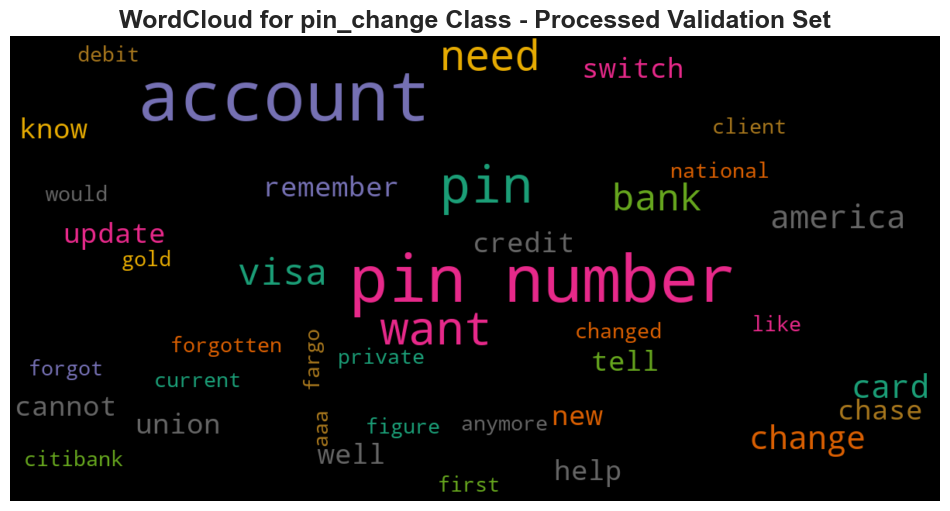 WordCloud for pin_change Class - Processed Validation Set
debit
need
switch
account
know
client
national
remember
pin
bank
would
america
update
credit
gold
visa
pin number
want
changed
like
forgotten
fargo
private
tell
forgot
current
card
cannot
chase
union
aaa
figure
anymore
new
change
well
citibank
help
first